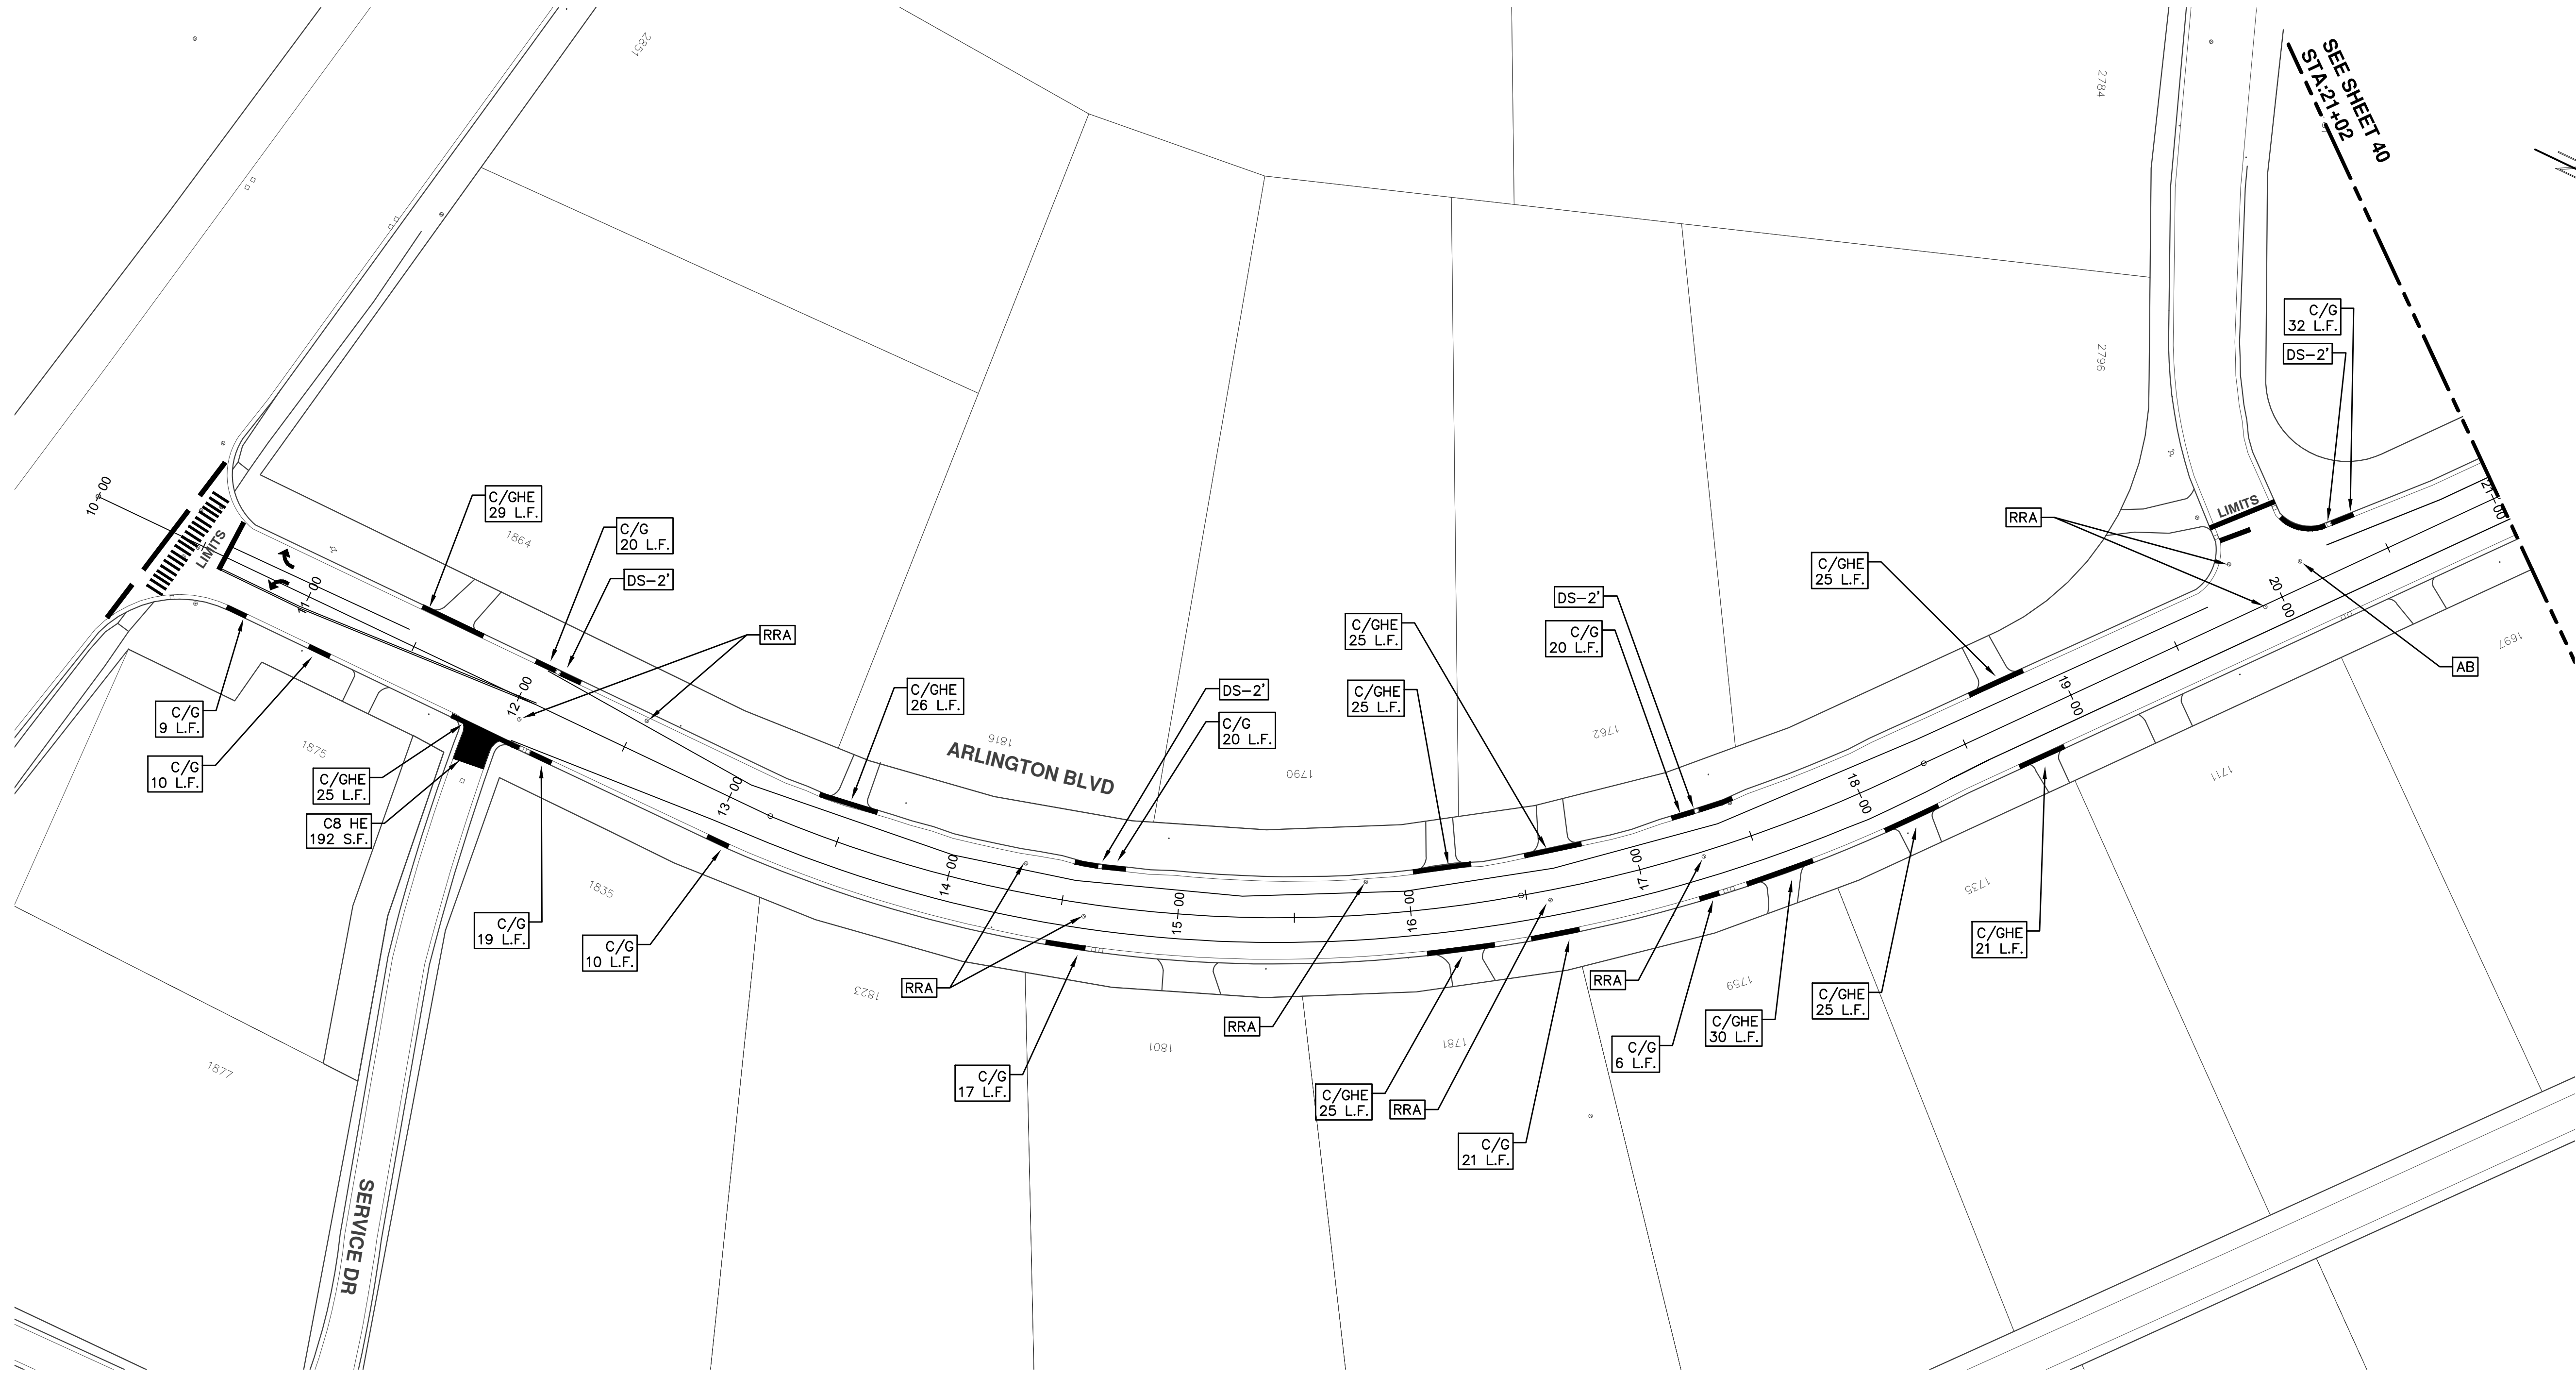 2851
2784
SEE SHEET 40
STA:21+02
C/G
32 L.F.
DS-2'
2796
10+00
C/GHE
29 L.F.
1864
C/G
20 L.F.
DS-2'
LIMITS
11+00
RRA
C/GHE
25 L.F.
LIMITS
21+00
RRA
20+00
AB
1697
DS-2'
C/G
20 L.F.
C/GHE
25 L.F.
C/GHE
25 L.F.
DS-2'
C/G
20 L.F.
C/GHE
26 L.F.
12+00
C/G
9 L.F.
C/G
10 L.F.
1875
C/GHE
25 L.F.
C8 HE
192 S.F.
13+00
1816
ARLINGTON BLVD
1790
1762
19+00
18+00
1711
14+00
15+00
16+00
17+00
1835
C/G
19 L.F.
C/G
10 L.F.
1823
RRA
RRA
1801
1781
RRA
1759
1735
C/GHE
21 L.F.
C/GHE
25 L.F.
C/GHE
30 L.F.
C/G
6 L.F.
1877
C/G
17 L.F.
C/GHE
25 L.F.
RRA
C/G
21 L.F.
SERVICE DR